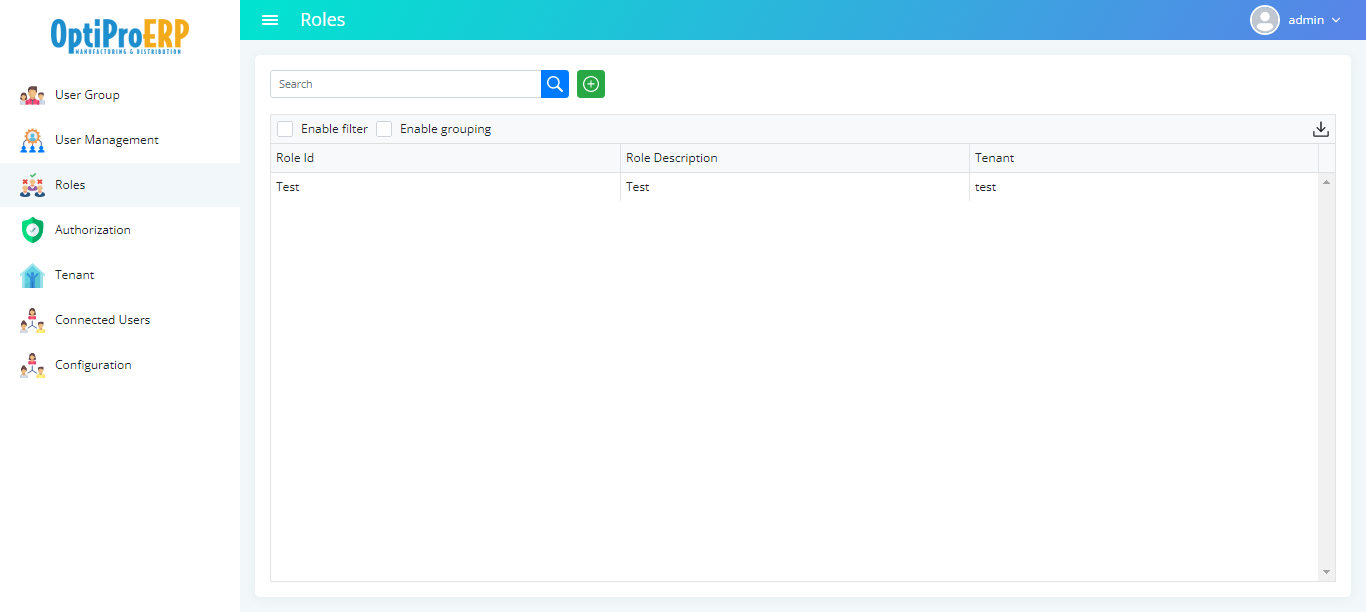 OptiProERP
MANUFACTURING & DISTRIBUTION
Roles
admin
User Group
User Management
Roles
Authorization
Tenant
Connected Users
Configuration
Search
Enable filter Enable grouping
Role Id Role Description Tenant
Test Test test